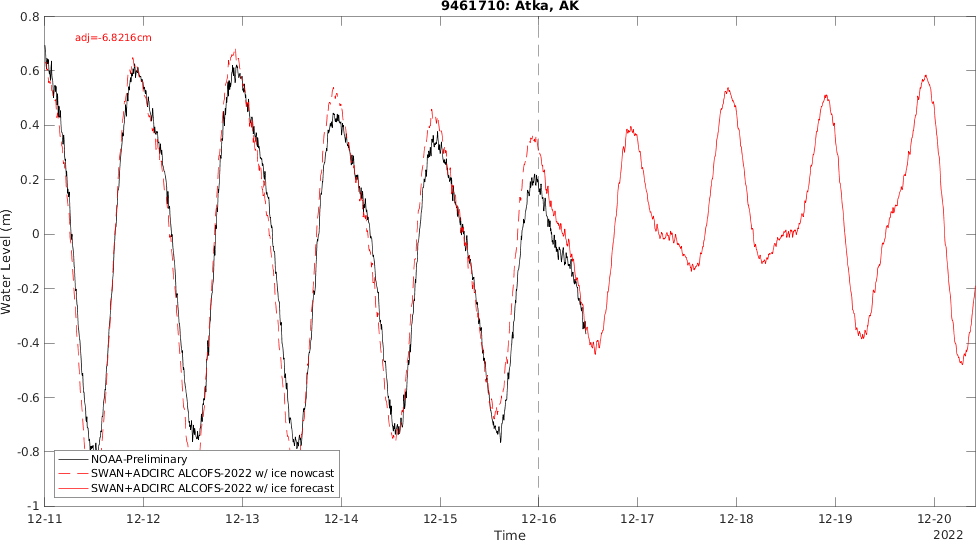 9461710: Atka, AK
adj=-6.8216cm
Water Level (m)
0.8
0.6
0.4
0.2
0
-0.2
-0.4
-0.6
-0.8
-1
NOAA-Preliminary
SWAN+ADCIRC ALCOFS-2022 w/ ice nowcast
SWAN+ADCIRC ALCOFS-2022 w/ ice forecast
12-11 12-12 12-13 12-14 12-15 12-16 12-17 12-18 12-19 12-20
Time
2022